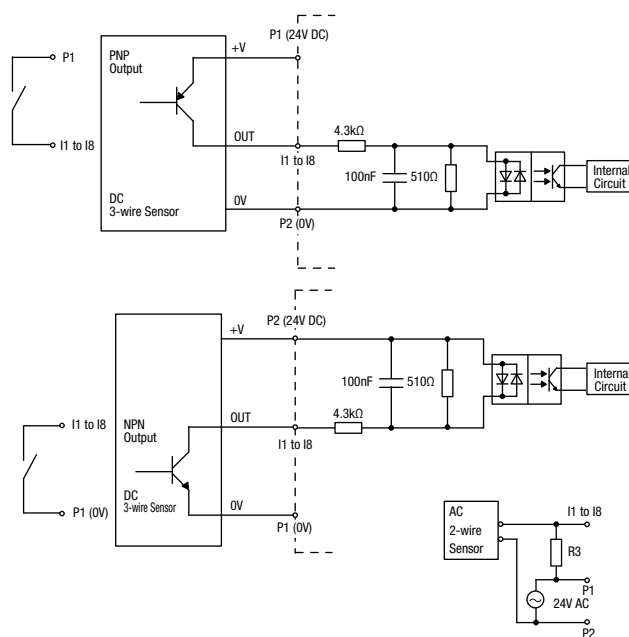 P1 (24V DC)
+V
P1
PNP
Output
4.3kΩ
OUT
I1 to I8
I1 to I8
100nF
510Ω
Internal
Circuit
DC
3-wire Sensor
0V
P2 (0V)
P2 (24V DC)
+V
100nF
510Ω
Internal
Circuit
4.3kΩ
OUT
I1 to I8
NPN
Output
I1 to I8
DC
3-wire Sensor
0V
P1 (0V)
P1 (0V)
AC
2-wire
Sensor
I1 to I8
R3
P1
24V AC
P2